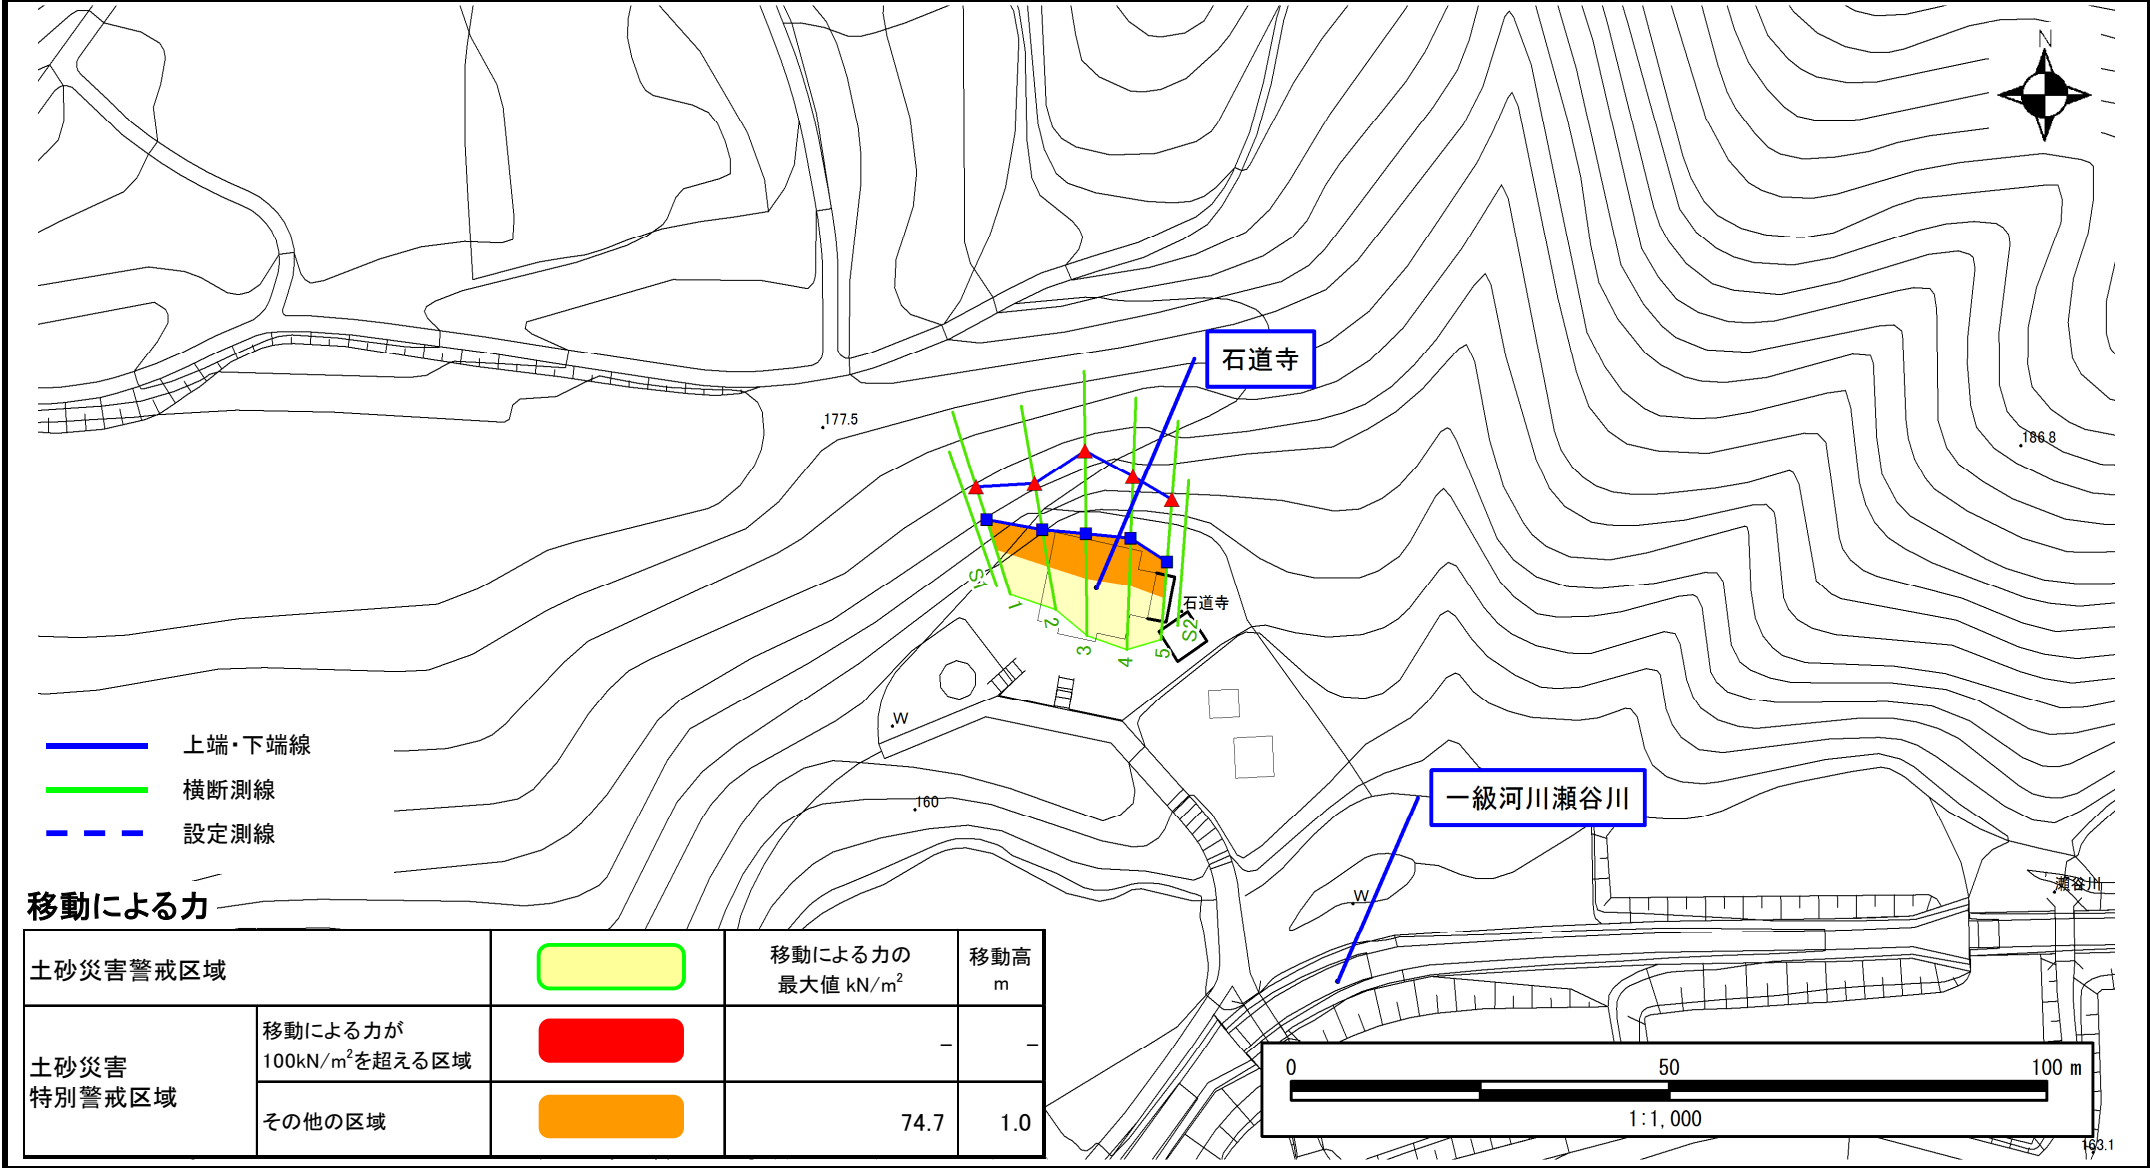 N
石道寺
177.5
186.8
S1
1
2
3
4
5
S2
石道寺
W
上端・下端線
横断測線
設定測線
160
一級河川瀬谷川
W
瀬谷川
移動による力
土砂災害警戒区域
移動による力の
最大値 kN/m²
移動高
m
土砂災害
特別警戒区域
移動による力が
100kN/m²を超える区域
－
－
その他の区域
74.7
1.0
0 50 100 m
1:1,000
163.1